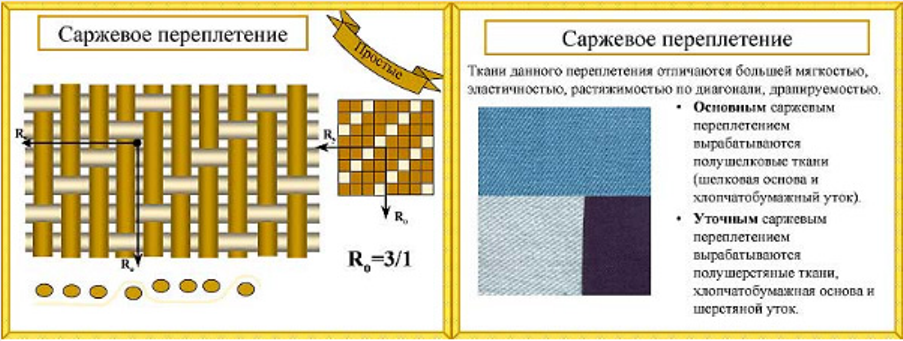 Саржевое переплетение
Простые
Rу
Rо
Rу
Rо
Rо=3/1
Саржевое переплетение
Ткани данного переплетения отличаются большей мягкостью,
эластичностью, растяжимостью по диагонали, драпируемостью.
• Основным саржевым
переплетением
вырабатываются
полушелковые ткани
(шелковая основа и
хлопчатобумажный уток).
• Уточным саржевым
переплетением
вырабатываются
полушерстяные ткани,
хлопчатобумажная основа и
шерстяной уток.